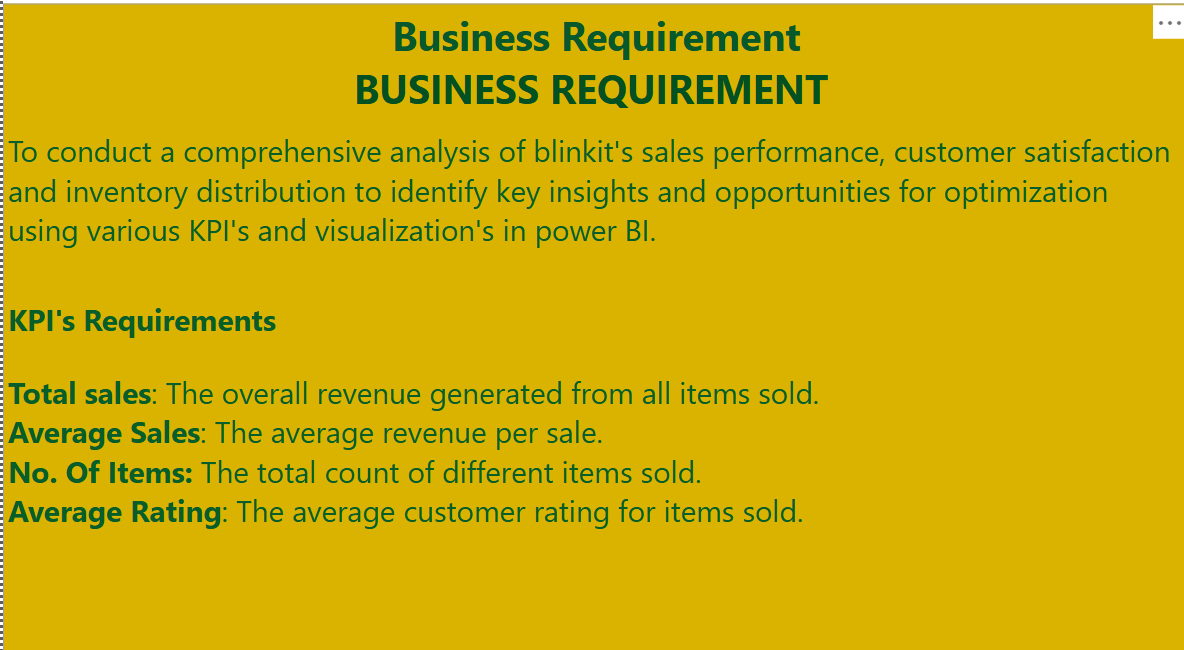 Business Requirement
BUSINESS REQUIREMENT
To conduct a comprehensive analysis of blinkit's sales performance, customer satisfaction
and inventory distribution to identify key insights and opportunities for optimization
using various KPI's and visualization's in power BI.
KPI's Requirements
Total sales: The overall revenue generated from all items sold.
Average Sales: The average revenue per sale.
No. Of Items: The total count of different items sold.
Average Rating: The average customer rating for items sold.